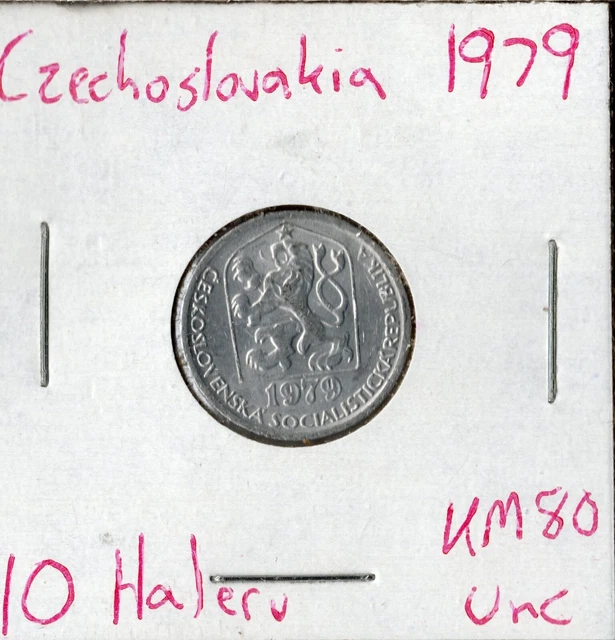 Czechoslovakia 1979
ČESKOSLOVENSKÁ SOCIALISTICKÁ REPUBLIKA
1979
KM80
10 Haleru Unc